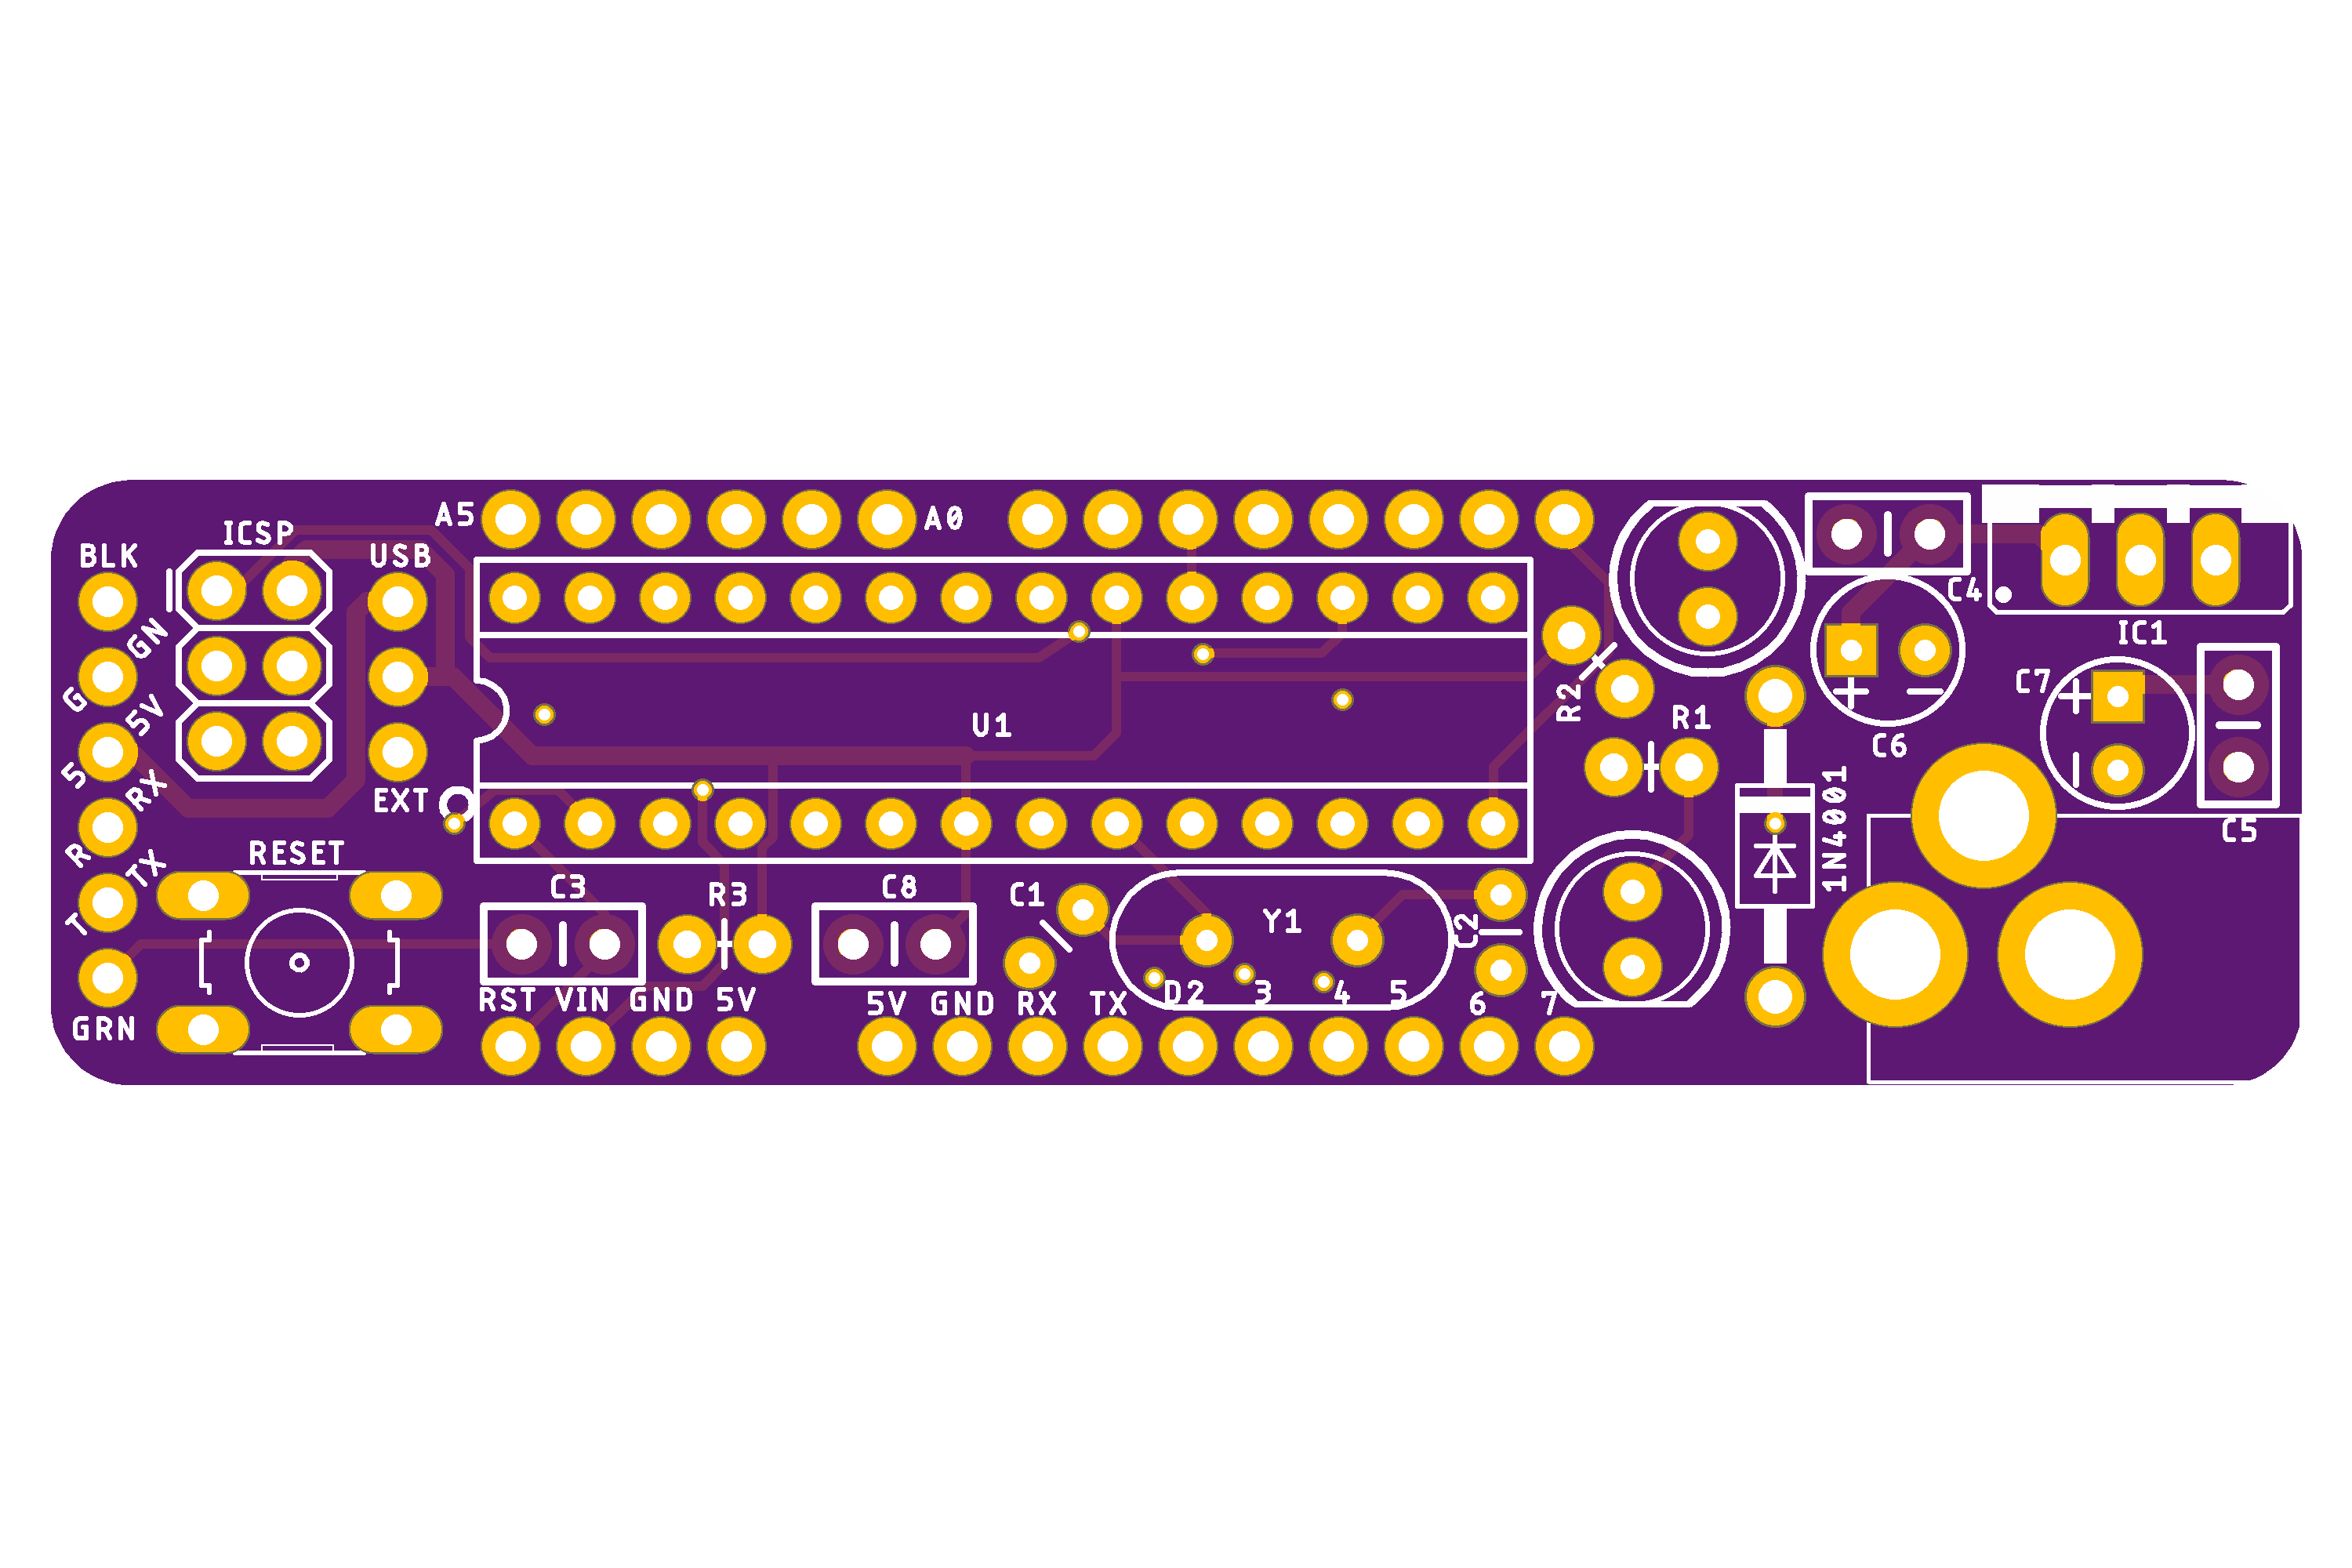 A5
A0
ICSP
BLK
USB
C4
GN
IC1
G
5V
R2
R1
C7
U1
C6
5
RX
EXT
1N4001
C5
R
TX
RESET
C3
R3
C8
C1
Y1
C2
T
RST VIN GND 5V
5V GND RX TX D2 3 4 5 6 7
GRN